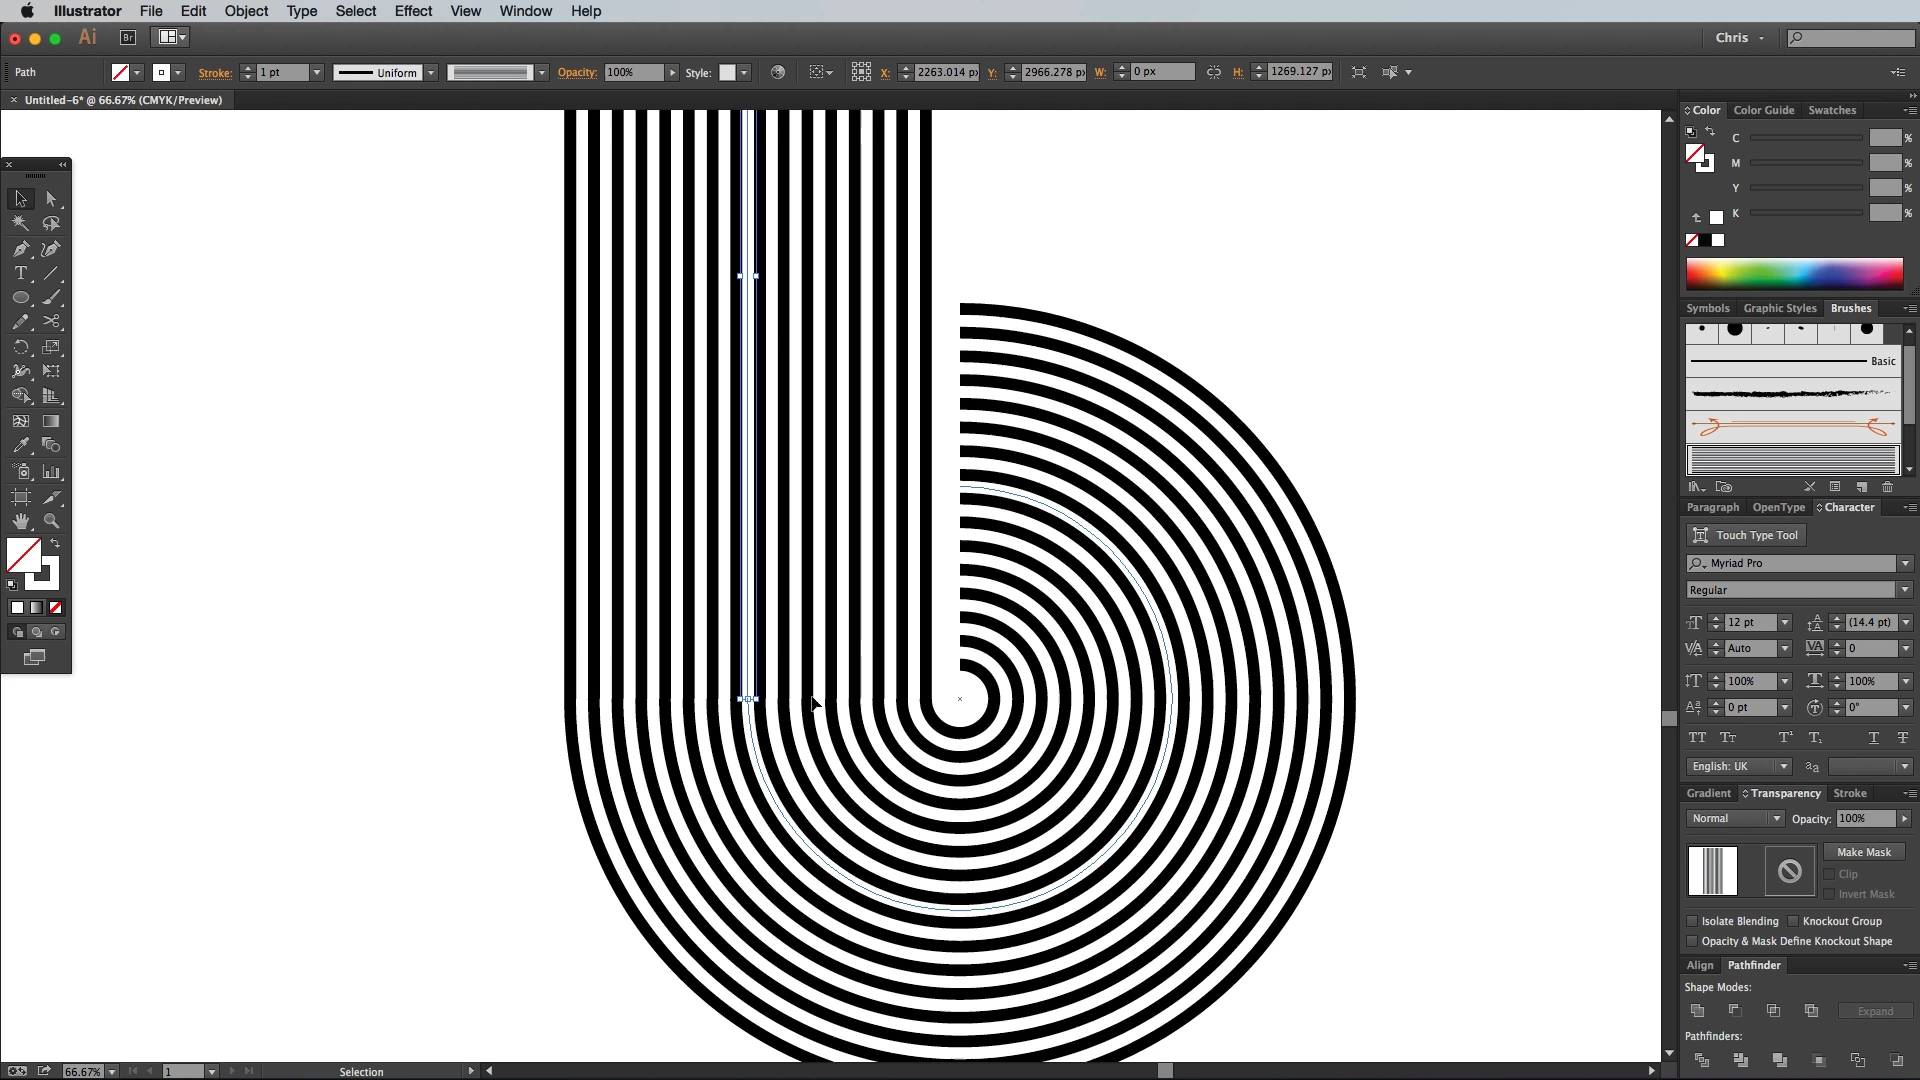 Illustrator File Edit Object Type Select Effect View Window Help
Ai Br Chris
Path Stroke: 1 pt Uniform Opacity: 100% Style: X: 2263.014 px Y: 2966.278 px W: 0 px H: 1269.127 px
Untitled-6* @ 66.67% (CMYK/Preview)
Color Color Guide Swatches
C %
M %
Y %
K %
Symbols Graphic Styles Brushes
Basic
Paragraph OpenType Character
Touch Type Tool
Myriad Pro
Regular
12 pt (14.4 pt)
Auto 0
100% 100%
0 pt 0°
English: UK
Gradient Transparency Stroke
Normal Opacity: 100%
Make Mask
Clip
Invert Mask
Isolate Blending Knockout Group
Opacity & Mask Define Knockout Shape
Align Pathfinder
Shape Modes:
Expand
Pathfinders:
66.67% 1 Selection